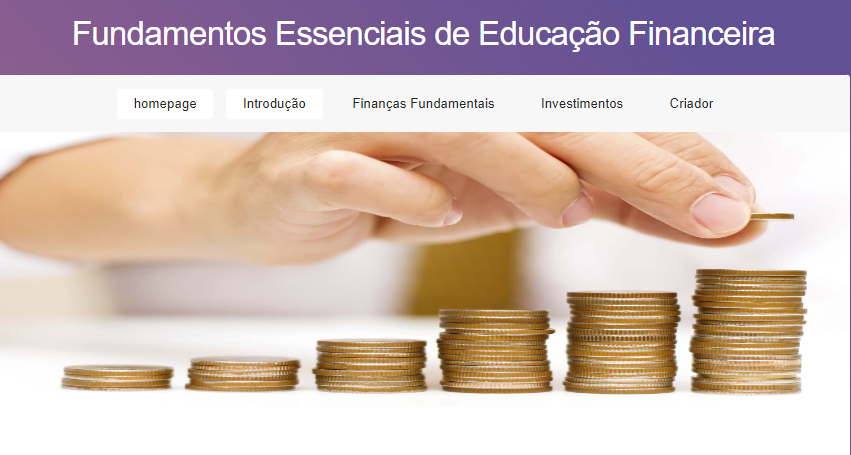 Fundamentos Essenciais de Educação Financeira
homepage Introdução Finanças Fundamentais Investimentos Criador